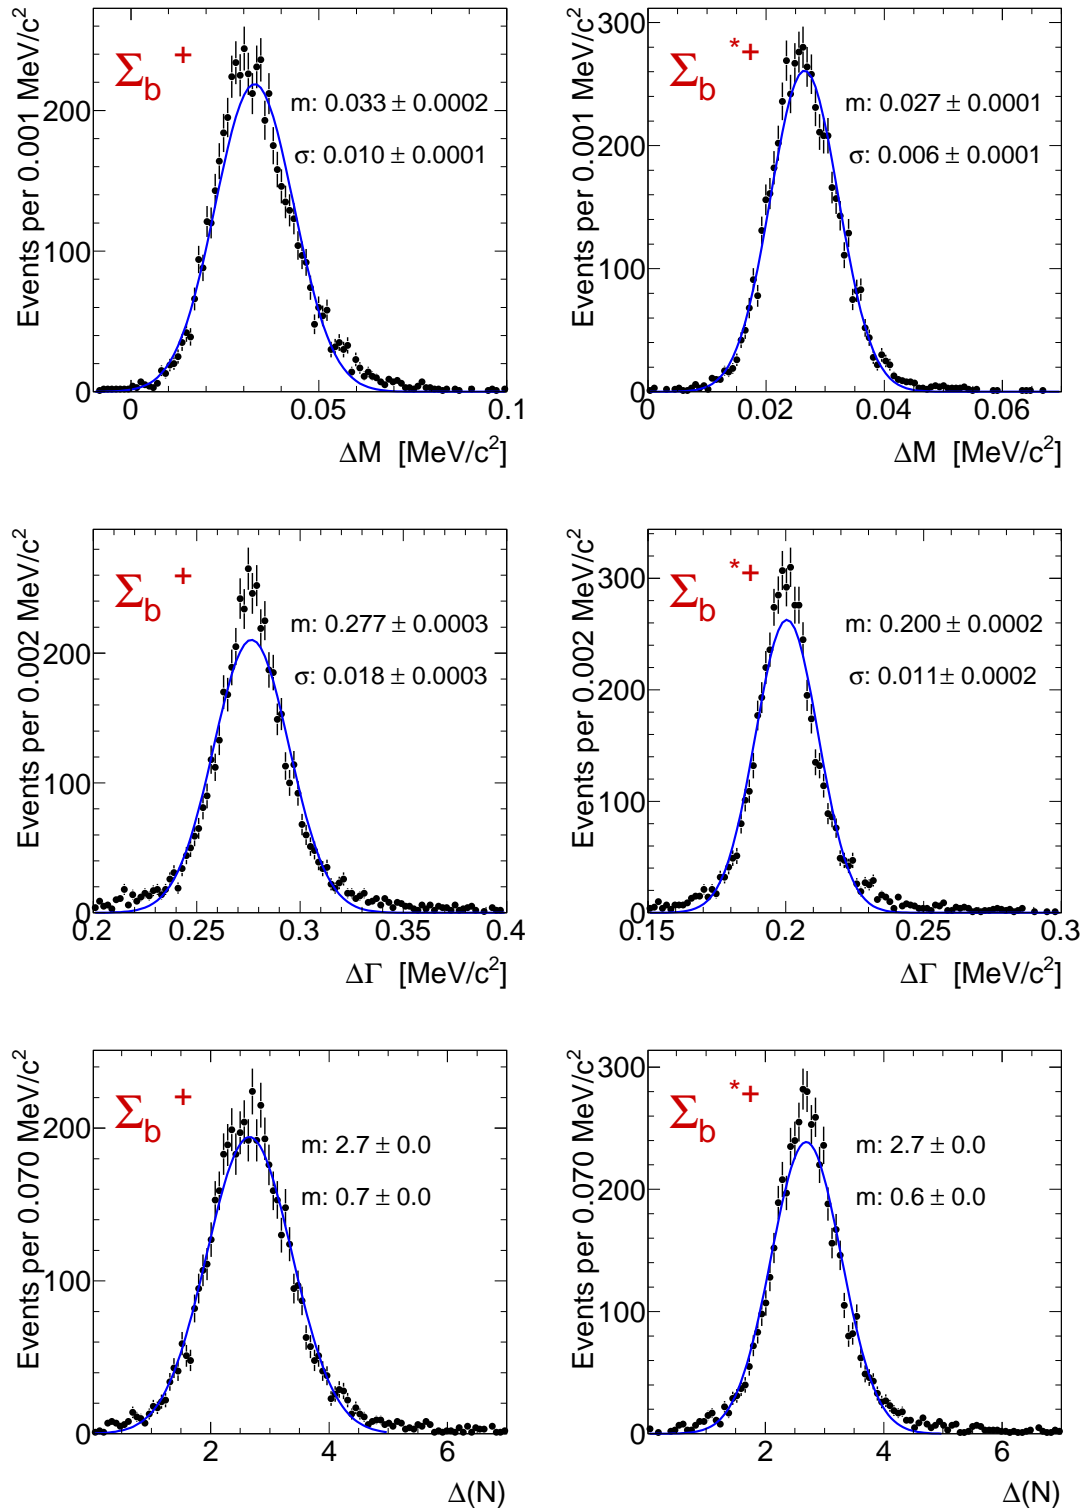 Events per 0.001 MeV/c²
Σb +
m: 0.033 ± 0.0002
σ: 0.010 ± 0.0001
200
100
0
0 0.05 0.1
ΔM [MeV/c²]
Events per 0.001 MeV/c²
Σb *+
m: 0.027 ± 0.0001
σ: 0.006 ± 0.0001
300
200
100
0
0 0.02 0.04 0.06
ΔM [MeV/c²]
Events per 0.002 MeV/c²
Σb +
m: 0.277 ± 0.0003
σ: 0.018 ± 0.0003
200
100
0
0.2 0.25 0.3 0.35 0.4
ΔΓ [MeV/c²]
Events per 0.002 MeV/c²
Σb *+
m: 0.200 ± 0.0002
σ: 0.011 ± 0.0002
300
200
100
0
0.15 0.2 0.25 0.3
ΔΓ [MeV/c²]
Events per 0.070 MeV/c²
Σb +
m: 2.7 ± 0.0
m: 0.7 ± 0.0
200
100
0
2 4 6
Δ(N)
Events per 0.070 MeV/c²
Σb *+
m: 2.7 ± 0.0
m: 0.6 ± 0.0
300
200
100
0
2 4 6
Δ(N)